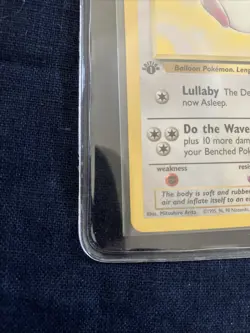 Balloon Pokémon. Leng
Lullaby The De
now Asleep.
Do the Wave
plus 10 more dam
your Benched Pok
weakness
resi
The body is soft and rubber
air and inflate itself to an e
Illus. Mitsuhiro Arita